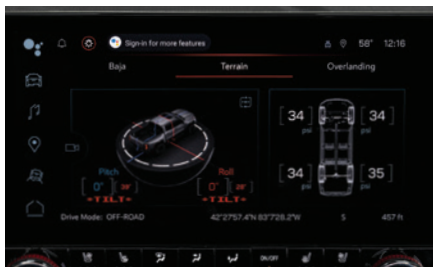 Sign-in for more features
58° 12:16
Baja Terrain Overlanding
34 psi 34 psi
Pitch Roll
0° 0°
34 psi 35 psi
*TILT* *TILT*
Drive Mode: OFF-ROAD 42°27'57.4"N 83°7'28.2"W S 457 ft
ON/OFF